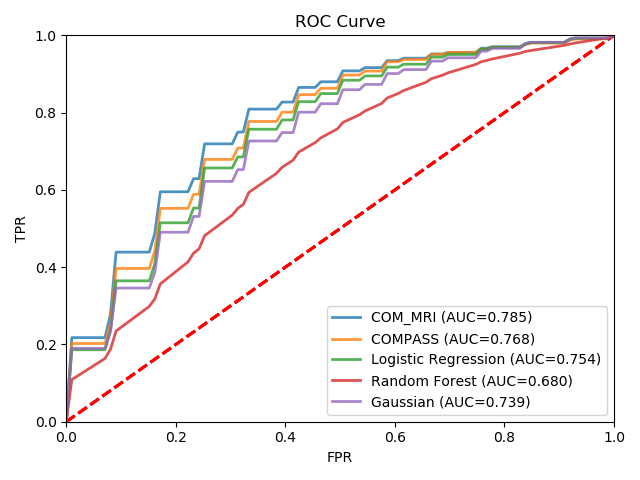 ROC Curve
1.0
0.8
0.6
0.4
0.2
0.0
TPR
COM_MRI (AUC=0.785)
COMPASS (AUC=0.768)
Logistic Regression (AUC=0.754)
Random Forest (AUC=0.680)
Gaussian (AUC=0.739)
0.0 0.2 0.4 0.6 0.8 1.0
FPR